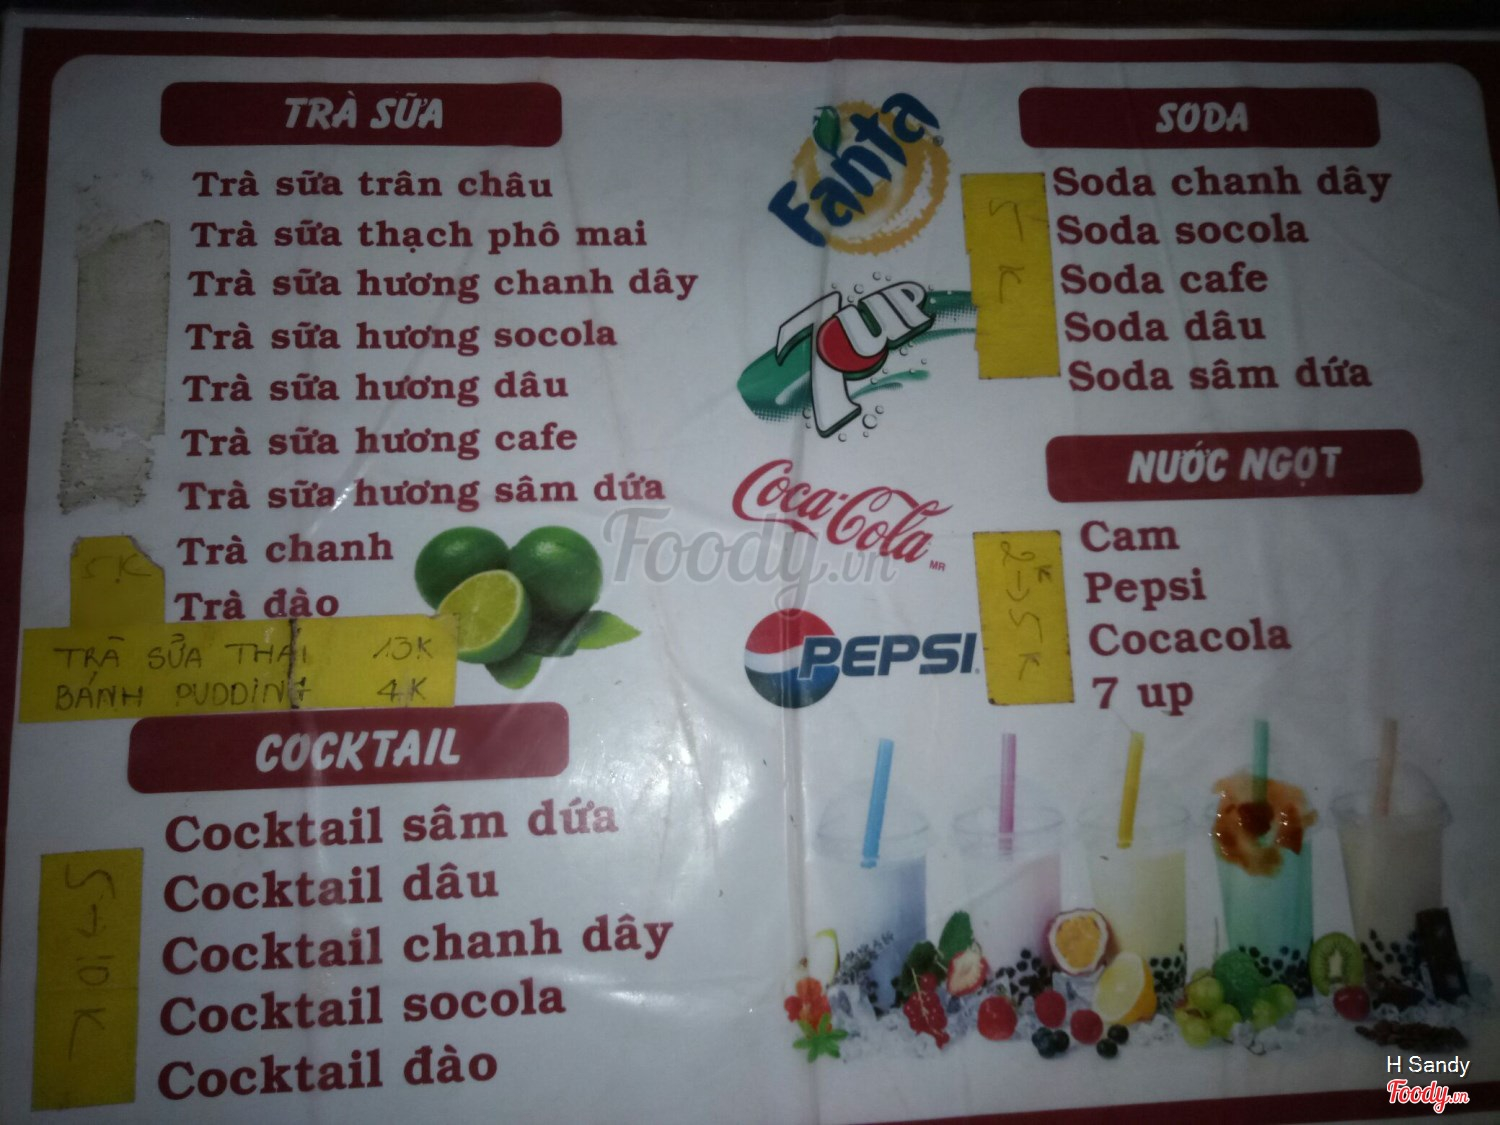 TRÀ SỮA
Trà sữa trân châu
Trà sữa thạch phô mai
Trà sữa hương chanh dây
Trà sữa hương socola
Trà sữa hương dâu
Trà sữa hương cafe
Trà sữa hương sâm dứa
Trà chanh
Trà đào
5K
TRÀ SỬA THÁI 13K
BÁNH PUDDING 4K
COCKTAIL
Cocktail sâm dứa
Cocktail dâu
Cocktail chanh dây
Cocktail socola
Cocktail đào
Fanta
7UP
Coca-Cola
MR
PEPSI
SODA
Soda chanh dây
Soda socola
Soda cafe
Soda dâu
Soda sâm dứa
NƯỚC NGỌT
Cam
Pepsi
Cocacola
7 up
Foody.vn
H Sandy
Foody.vn